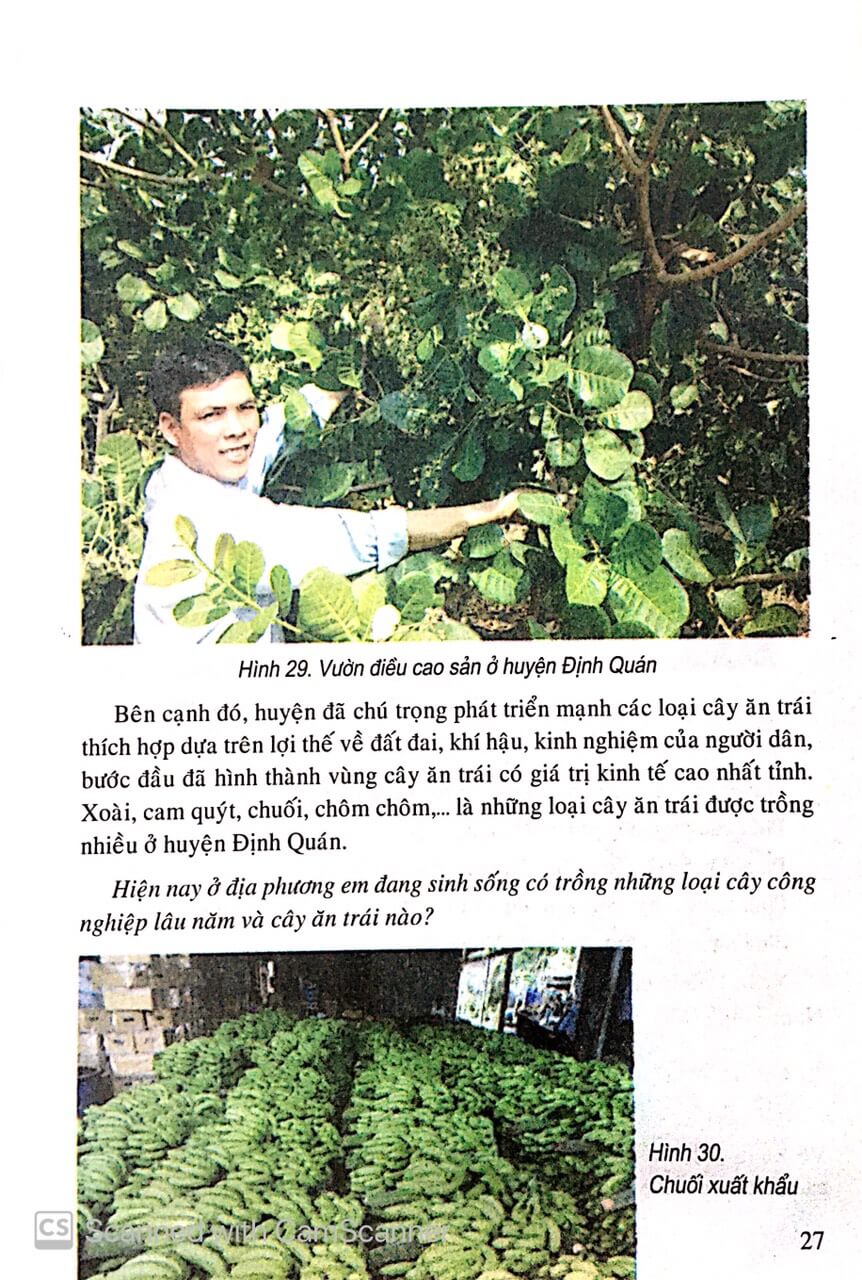 Hình 29. Vườn điều cao sản ở huyện Định Quán
Bên cạnh đó, huyện đã chú trọng phát triển mạnh các loại cây ăn trái
thích hợp dựa trên lợi thế về đất đai, khí hậu, kinh nghiệm của người dân,
bước đầu đã hình thành vùng cây ăn trái có giá trị kinh tế cao nhất tỉnh.
Xoài, cam quýt, chuối, chôm chôm,... là những loại cây ăn trái được trồng
nhiều ở huyện Định Quán.
Hiện nay ở địa phương em đang sinh sống có trồng những loại cây công
nghiệp lâu năm và cây ăn trái nào?
Hình 30.
Chuối xuất khẩu
CS Scanned with CamScanner
27